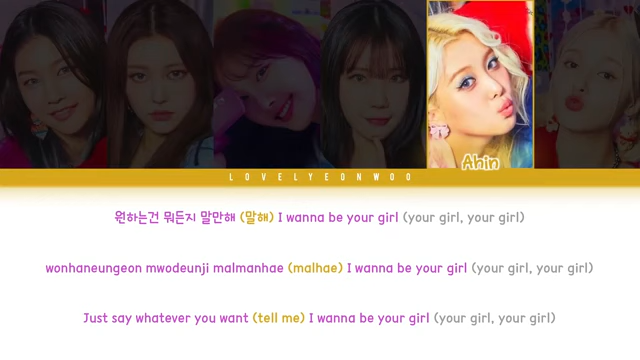 Ahin
LOVELYEONWOO
원하는건 뭐든지 말만해 (말해) I wanna be your girl (your girl, your girl)
wonhaneungeon mwodeunji malmanhae (malhae) I wanna be your girl (your girl, your girl)
Just say whatever you want (tell me) I wanna be your girl (your girl, your girl)